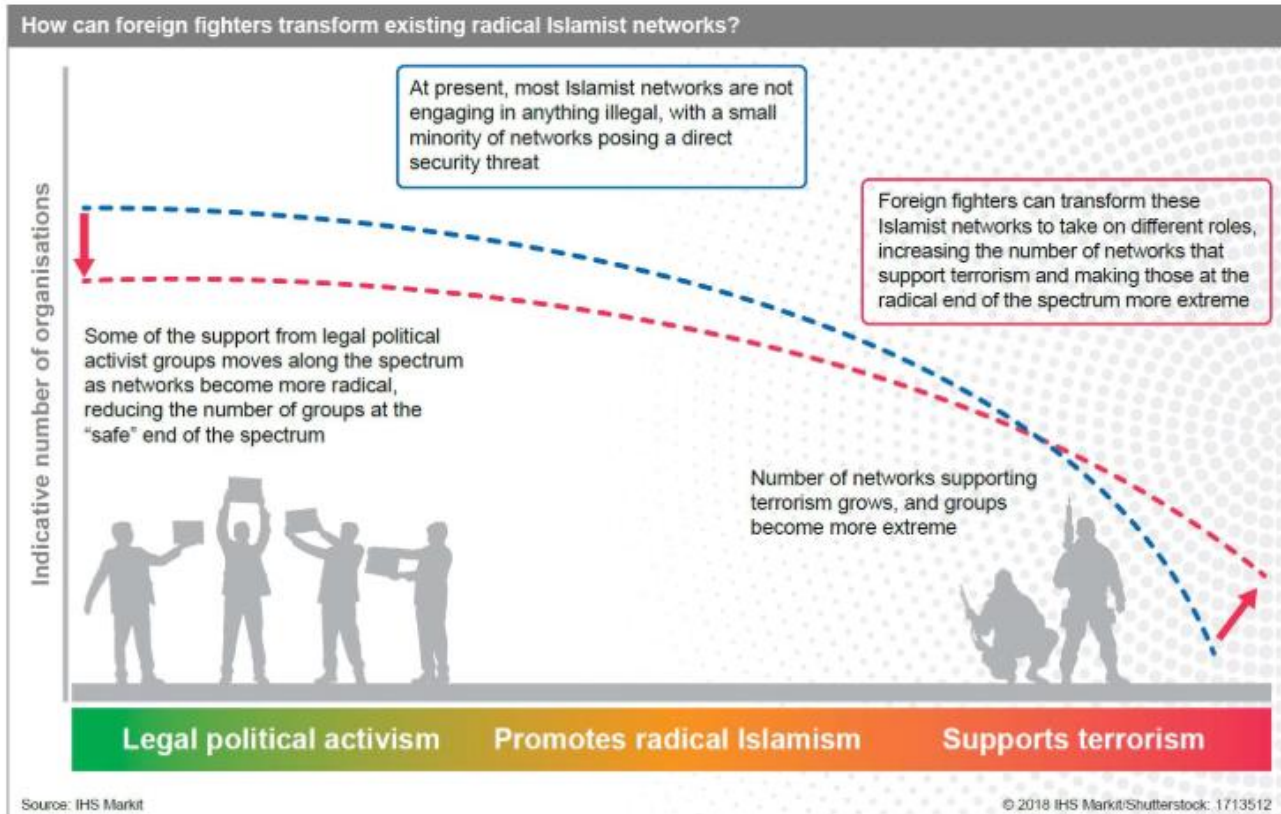 How can foreign fighters transform existing radical Islamist networks?
At present, most Islamist networks are not
engaging in anything illegal, with a small
minority of networks posing a direct
security threat
Foreign fighters can transform these
Islamist networks to take on different roles,
increasing the number of networks that
support terrorism and making those at the
radical end of the spectrum more extreme
Indicative number of organisations
Some of the support from legal political
activist groups moves along the spectrum
as networks become more radical,
reducing the number of groups at the
“safe” end of the spectrum
Number of networks supporting
terrorism grows, and groups
become more extreme
Legal political activism
Promotes radical Islamism
Supports terrorism
Source: IHS Markit
© 2018 IHS Markit/Shutterstock: 1713512